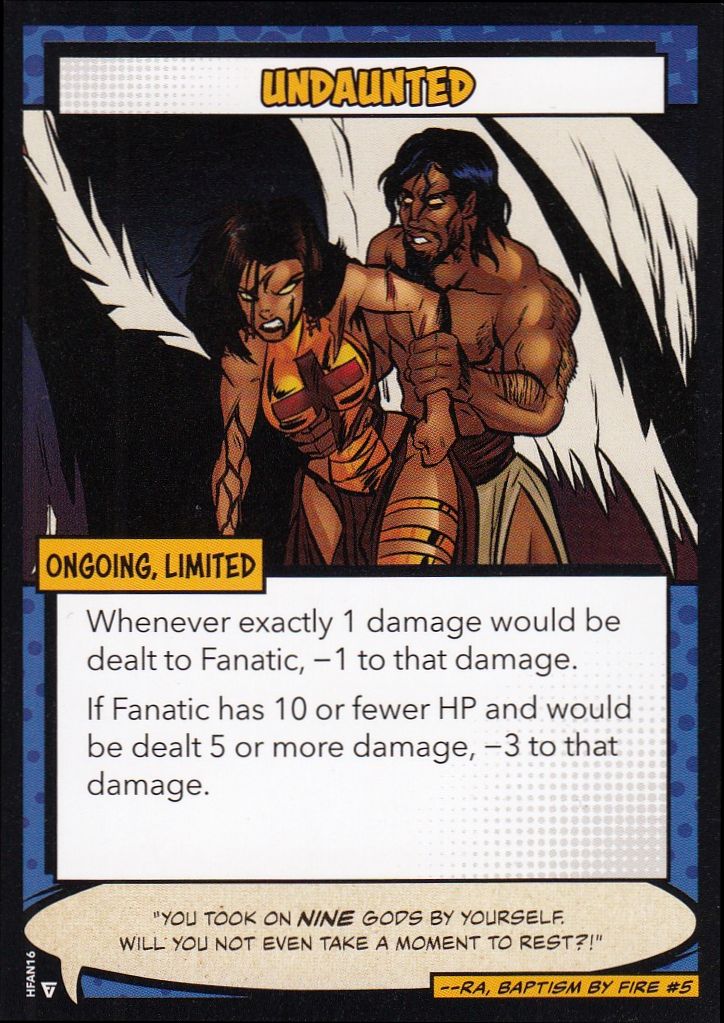 UNDAUNTED
ONGOING, LIMITED
Whenever exactly 1 damage would be
dealt to Fanatic, −1 to that damage.
If Fanatic has 10 or fewer HP and would
be dealt 5 or more damage, −3 to that
damage.
"YOU TOOK ON NINE GODS BY YOURSELF.
WILL YOU NOT EVEN TAKE A MOMENT TO REST?!"
--RA, BAPTISM BY FIRE #5
HFAN16